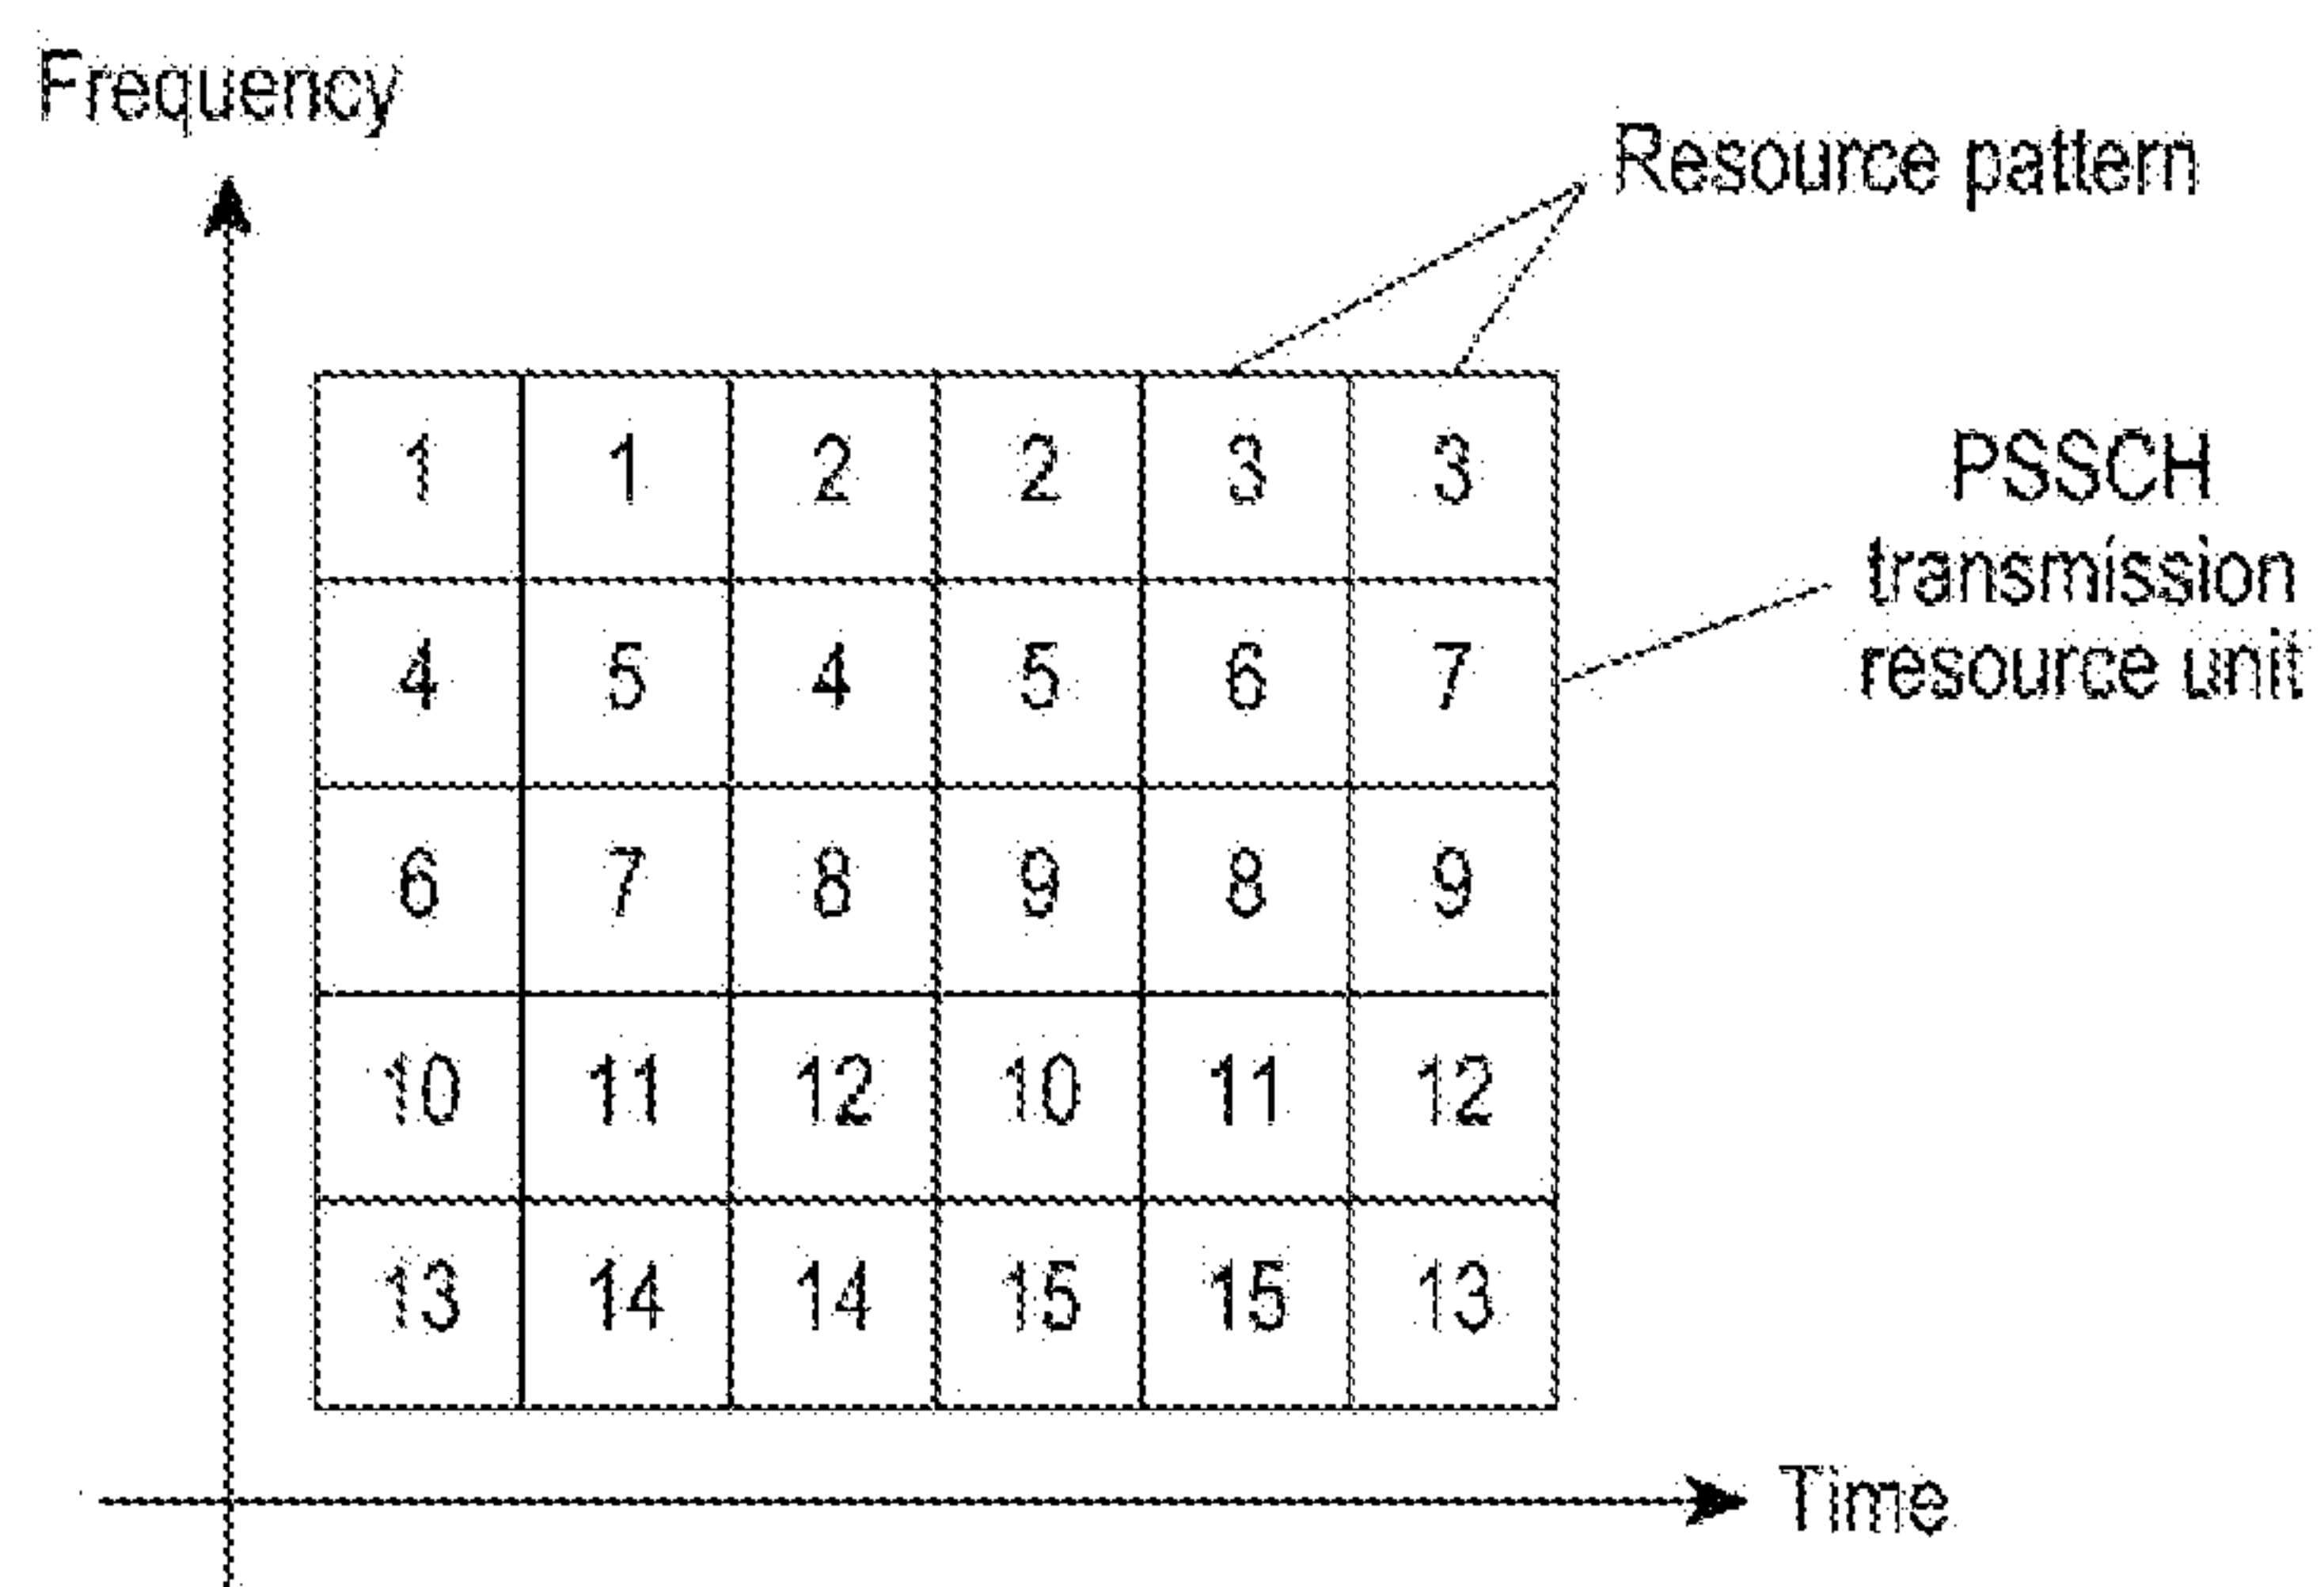 Frequency
Resource pattern
1 1 2 2 3 3
PSSCH
transmission
resource unit
4 5 4 5 6 7
6 7 8 9 8 9
10 11 12 10 11 12
13 14 14 15 15 13
Time